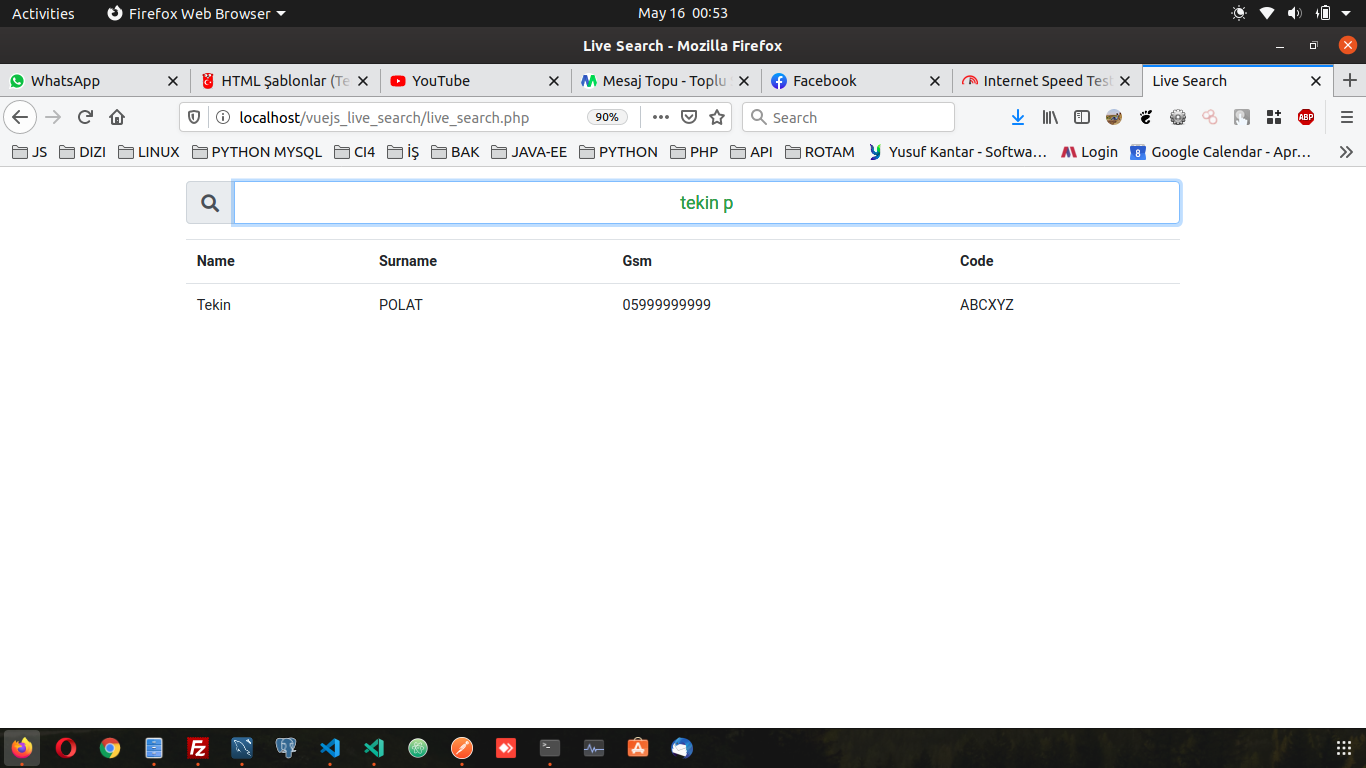 Activities Firefox Web Browser May 16 00:53
Live Search - Mozilla Firefox
WhatsApp HTML Şablonlar (Te YouTube Mesaj Topu - Toplu Facebook Internet Speed Test Live Search
localhost/vuejs_live_search/live_search.php 90% Search ABP
JS DIZI LINUX PYTHON MYSQL CI4 İŞ BAK JAVA-EE PYTHON PHP API ROTAM Yusuf Kantar - Softwa... Login 8 Google Calendar - Apr...
tekin p
Name Surname Gsm Code
Tekin POLAT 05999999999 ABCXYZ